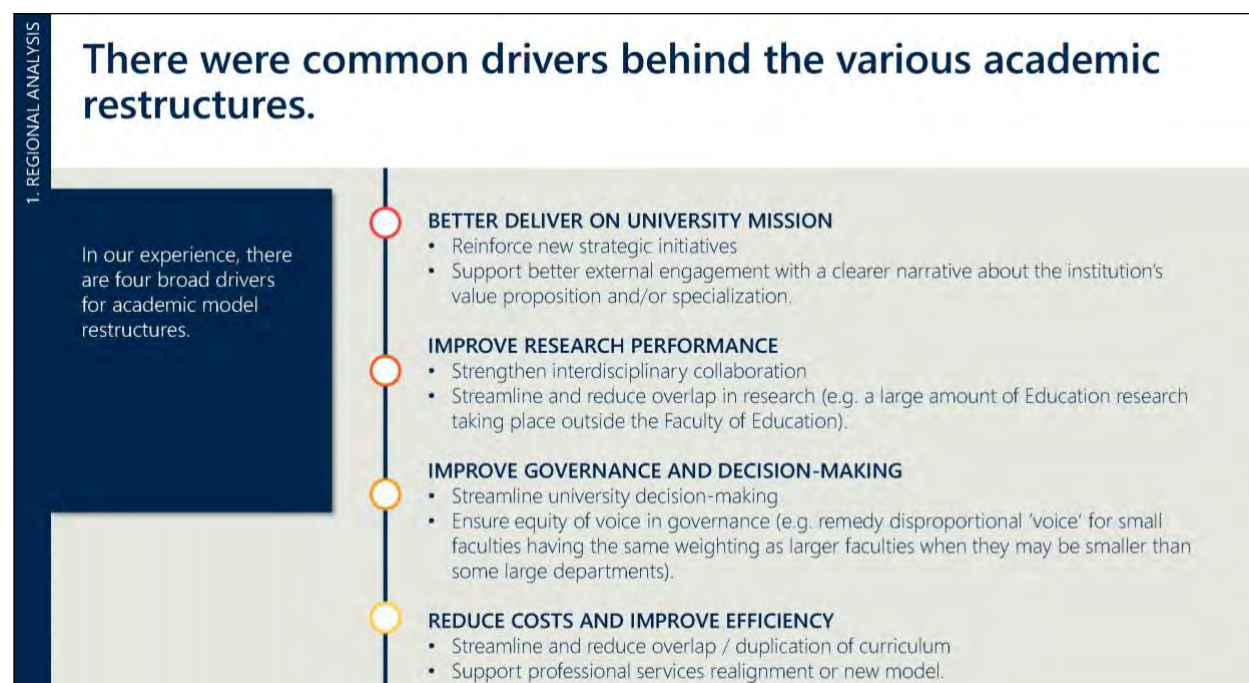 1. REGIONAL ANALYSIS
There were common drivers behind the various academic
restructures.
In our experience, there
are four broad drivers
for academic model
restructures.
BETTER DELIVER ON UNIVERSITY MISSION
• Reinforce new strategic initiatives
• Support better external engagement with a clearer narrative about the institution's
value proposition and/or specialization.
IMPROVE RESEARCH PERFORMANCE
• Strengthen interdisciplinary collaboration
• Streamline and reduce overlap in research (e.g. a large amount of Education research
taking place outside the Faculty of Education).
IMPROVE GOVERNANCE AND DECISION-MAKING
• Streamline university decision-making
• Ensure equity of voice in governance (e.g. remedy disproportional 'voice' for small
faculties having the same weighting as larger faculties when they may be smaller than
some large departments).
REDUCE COSTS AND IMPROVE EFFICIENCY
• Streamline and reduce overlap / duplication of curriculum
• Support professional services realignment or new model.